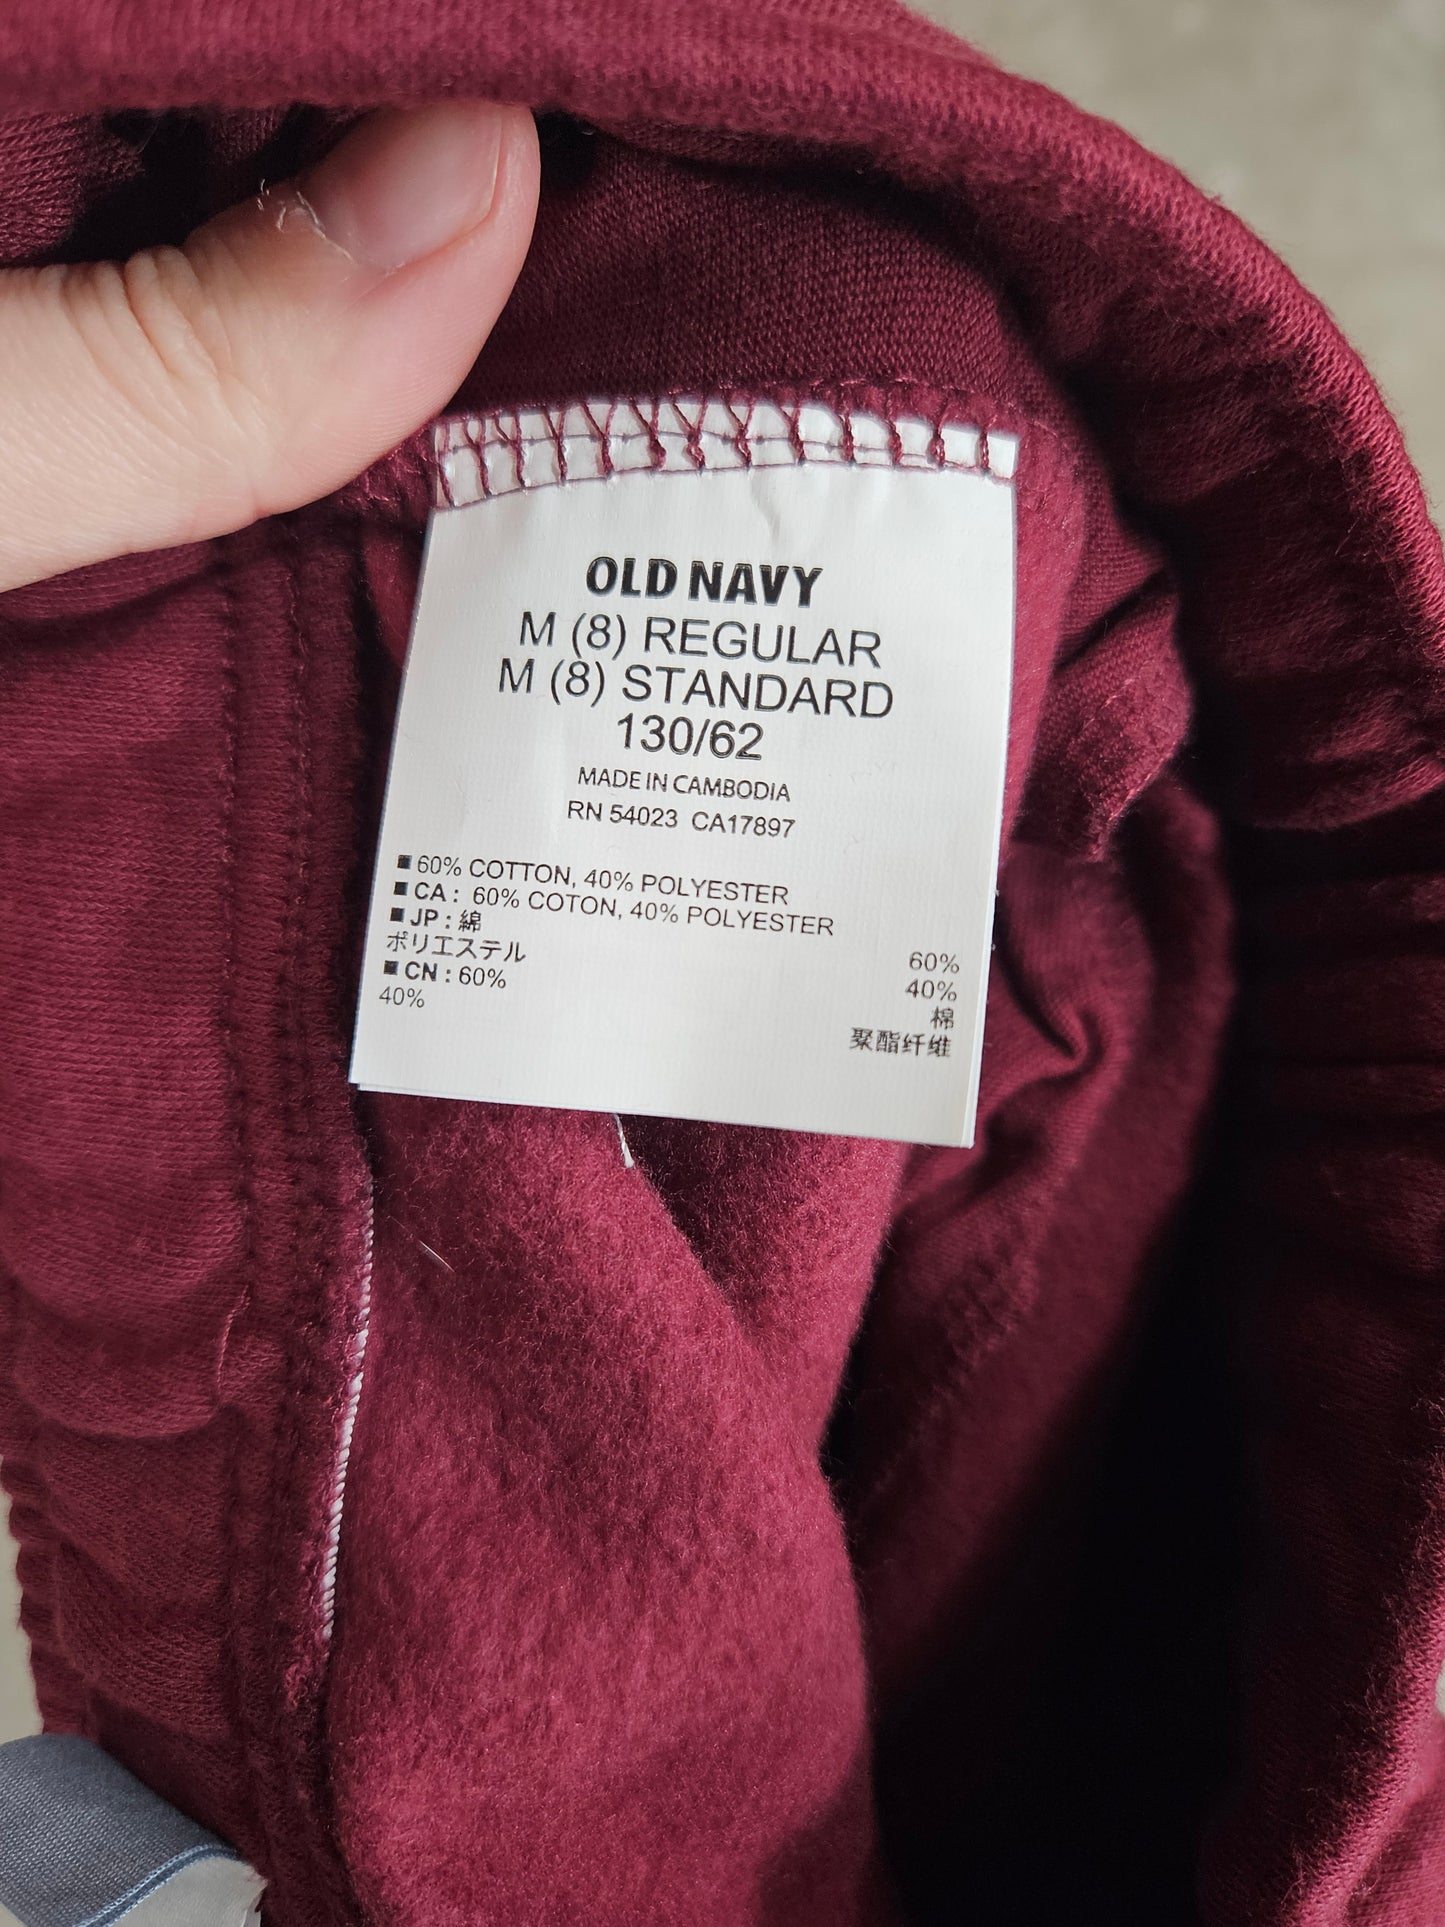 OLD NAVY
M (8) REGULAR
M (8) STANDARD
130/62
MADE IN CAMBODIA
RN 54023 CA17897
■ 60% COTTON, 40% POLYESTER
■ CA : 60% COTON, 40% POLYESTER
■ JP : 綿 60%
ポリエステル 40%
■ CN : 60% 棉
40% 聚酯纤维